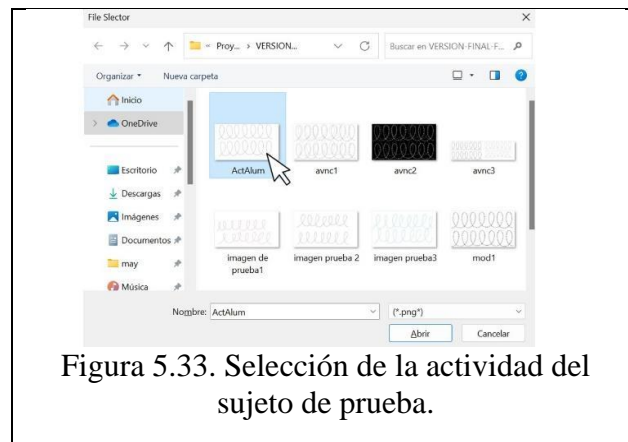 File Slector
Proy... › VERSION...
Buscar en VERSION-FINAL-F...
Organizar
Nueva carpeta
Inicio
OneDrive
Escritorio
Descargas
Imágenes
Documentos
may
Música
ActAlum
avnc1
avnc2
avnc3
imagen de
prueba1
imagen prueba 2
imagen prueba3
mod1
Nombre: ActAlum
(*.png*)
Abrir
Cancelar
Figura 5.33. Selección de la actividad del
sujeto de prueba.